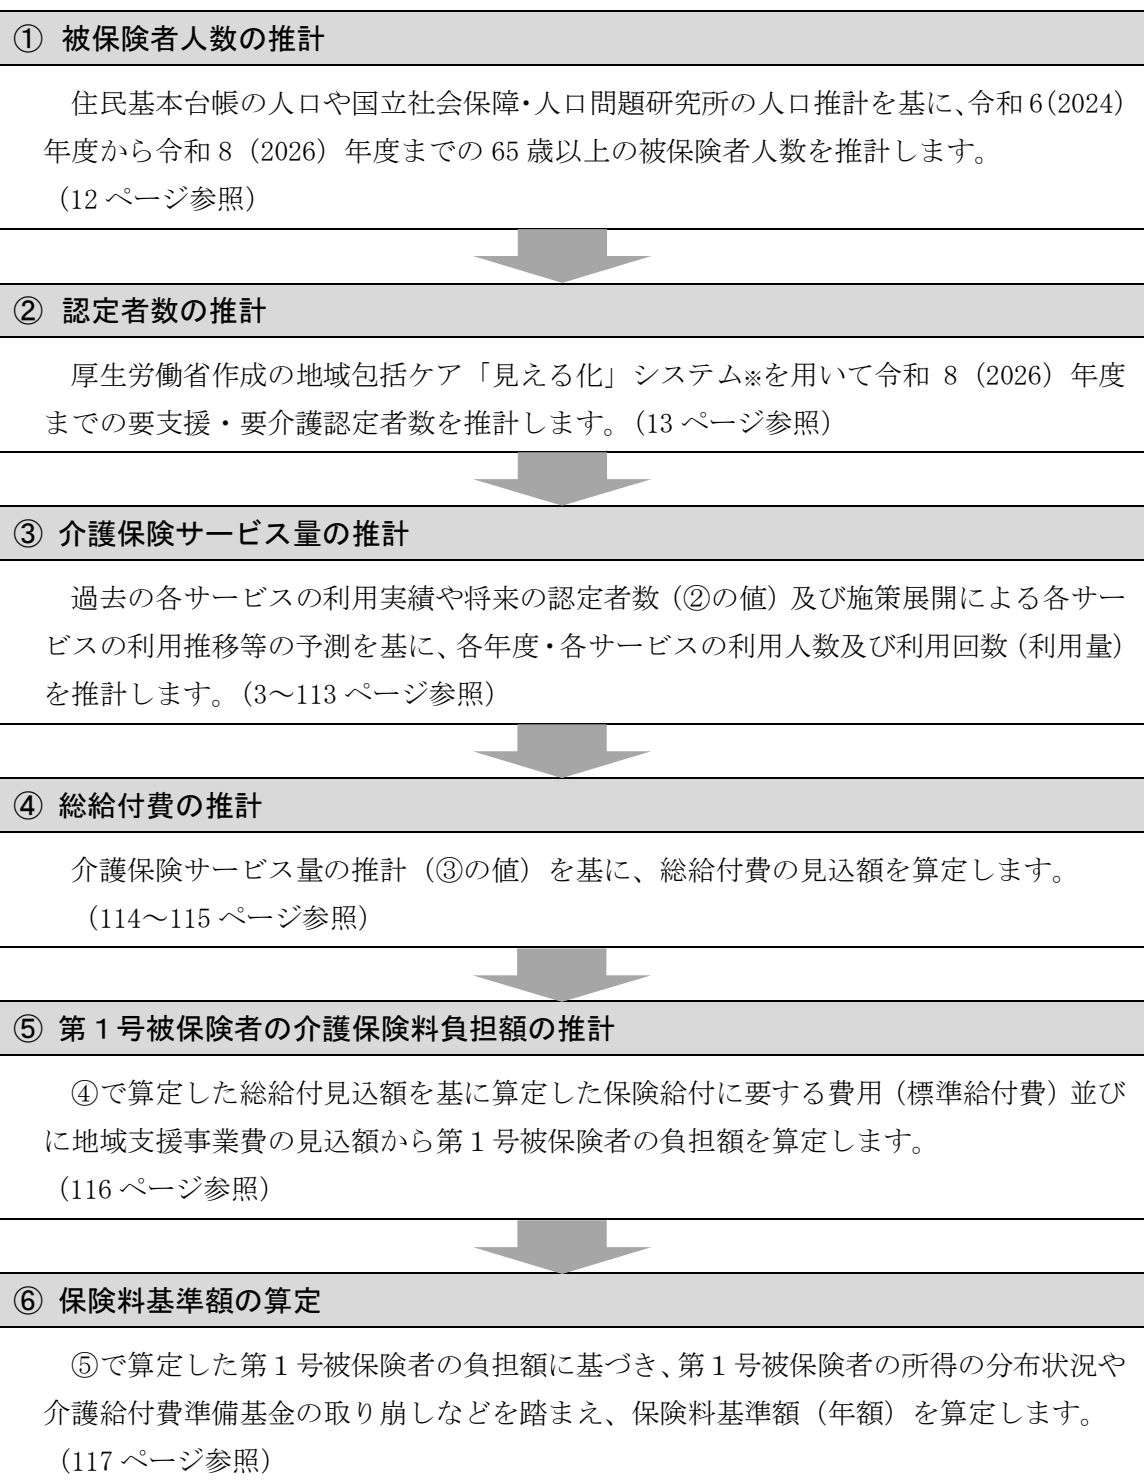 ① 被保険者人数の推計
住民基本台帳の人口や国立社会保障・人口問題研究所の人口推計を基に、令和6(2024)
年度から令和8（2026）年度までの65歳以上の被保険者人数を推計します。
（12ページ参照）
② 認定者数の推計
厚生労働省作成の地域包括ケア「見える化」システム※を用いて令和 8（2026）年度
までの要支援・要介護認定者数を推計します。（13ページ参照）
③ 介護保険サービス量の推計
過去の各サービスの利用実績や将来の認定者数（②の値）及び施策展開による各サー
ビスの利用推移等の予測を基に、各年度・各サービスの利用人数及び利用回数（利用量）
を推計します。（3～113ページ参照）
④ 総給付費の推計
介護保険サービス量の推計（③の値）を基に、総給付費の見込額を算定します。
（114～115ページ参照）
⑤ 第１号被保険者の介護保険料負担額の推計
④で算定した総給付見込額を基に算定した保険給付に要する費用（標準給付費）並び
に地域支援事業費の見込額から第１号被保険者の負担額を算定します。
（116ページ参照）
⑥ 保険料基準額の算定
⑤で算定した第１号被保険者の負担額に基づき、第１号被保険者の所得の分布状況や
介護給付費準備基金の取り崩しなどを踏まえ、保険料基準額（年額）を算定します。
（117ページ参照）